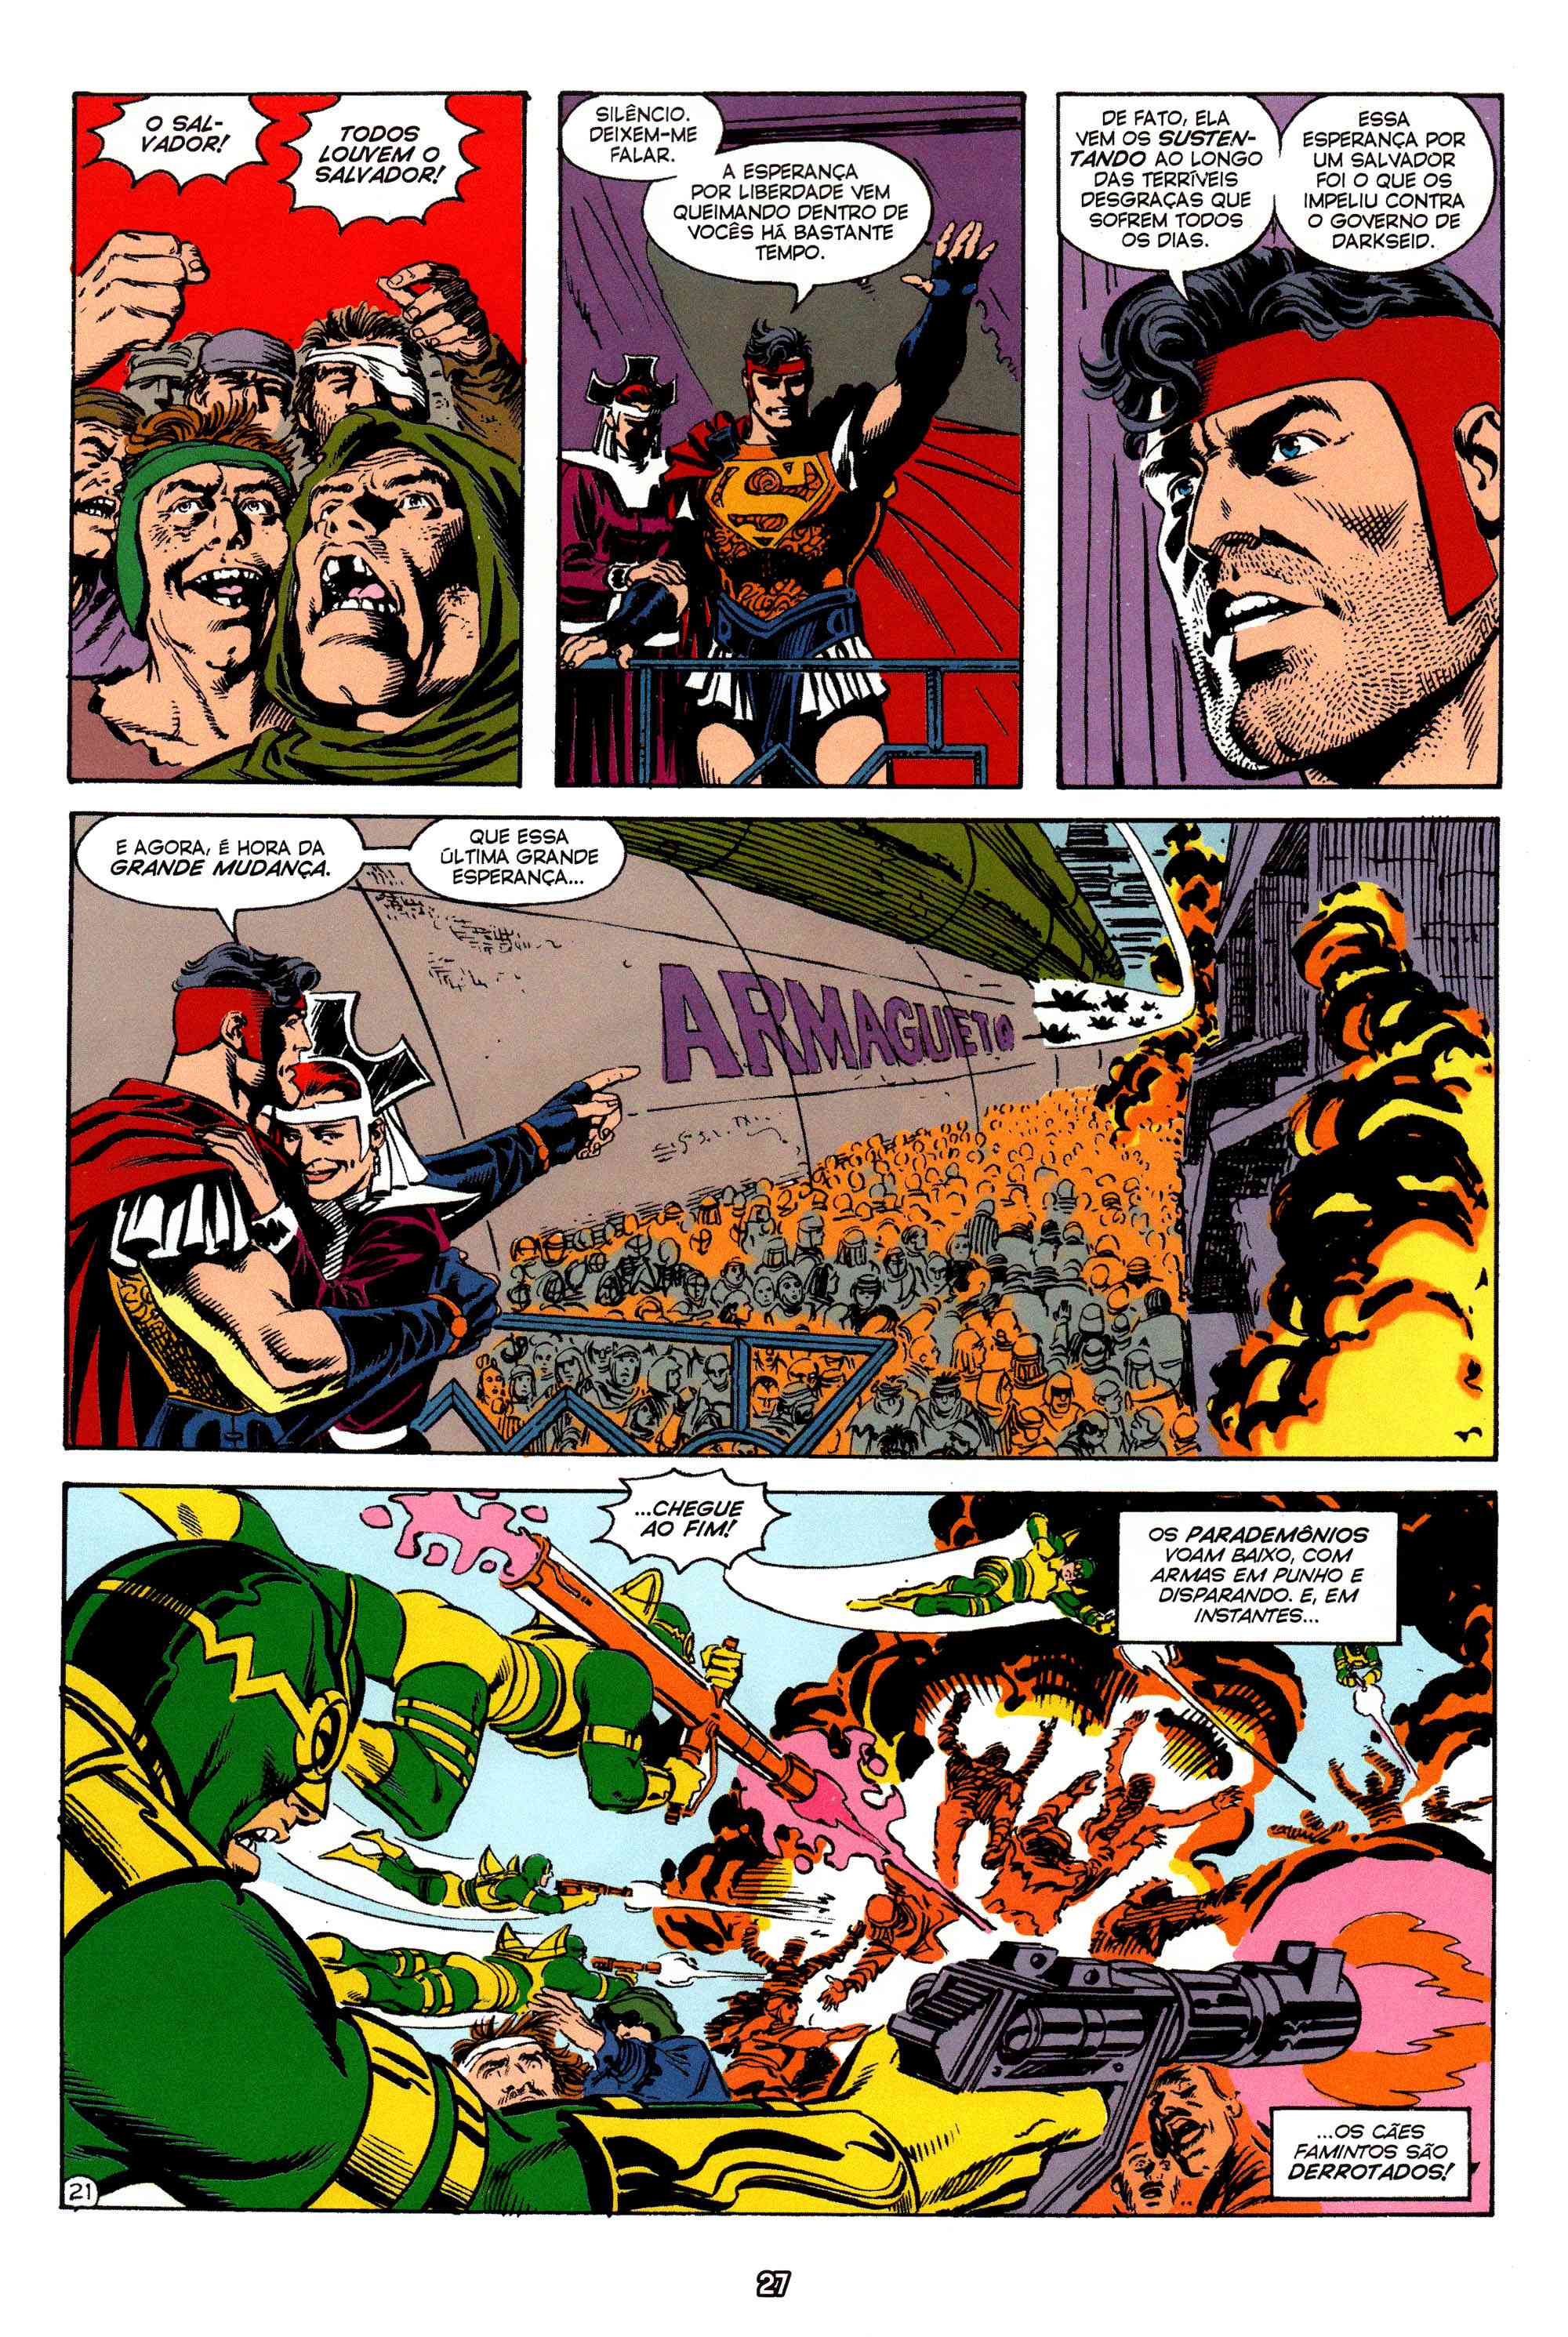 O SAL-
VADOR!
TODOS
LOUVEM O
SALVADOR!
SILÊNCIO.
DEIXEM-ME
FALAR.
A ESPERANÇA
POR LIBERDADE VEM
QUEIMANDO DENTRO DE
VOCÊS HÁ BASTANTE
TEMPO.
DE FATO, ELA
VEM OS SUSTEN-
TANDO AO LONGO
DAS TERRÍVEIS
DESGRAÇAS QUE
SOFREM TODOS
OS DIAS.
ESSA
ESPERANÇA POR
UM SALVADOR
FOI O QUE OS
IMPELIU CONTRA
O GOVERNO DE
DARKSEID.
E AGORA, É HORA DA
GRANDE MUDANÇA.
QUE ESSA
ÚLTIMA GRANDE
ESPERANÇA...
ARMAGUETO
...CHEGUE
AO FIM!
OS PARADEMÔNIOS
VOAM BAIXO, COM
ARMAS EM PUNHO E
DISPARANDO. E, EM
INSTANTES...
...OS CÃES
FAMINTOS SÃO
DERROTADOS!
21
27